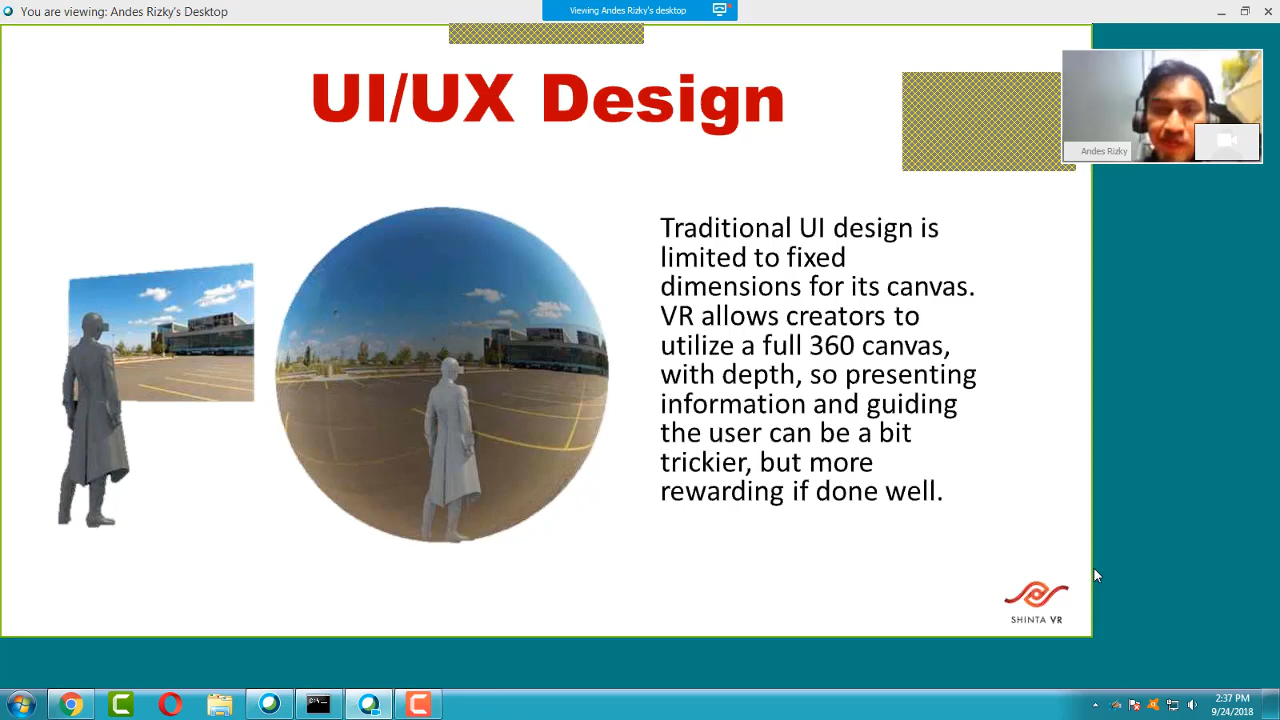 You are viewing: Andes Rizky's Desktop
Viewing Andes Rizky's desktop
UI/UX Design
Andes Rizky
Traditional UI design is
limited to fixed
dimensions for its canvas.
VR allows creators to
utilize a full 360 canvas,
with depth, so presenting
information and guiding
the user can be a bit
trickier, but more
rewarding if done well.
SHINTA VR
2:37 PM
9/24/2018